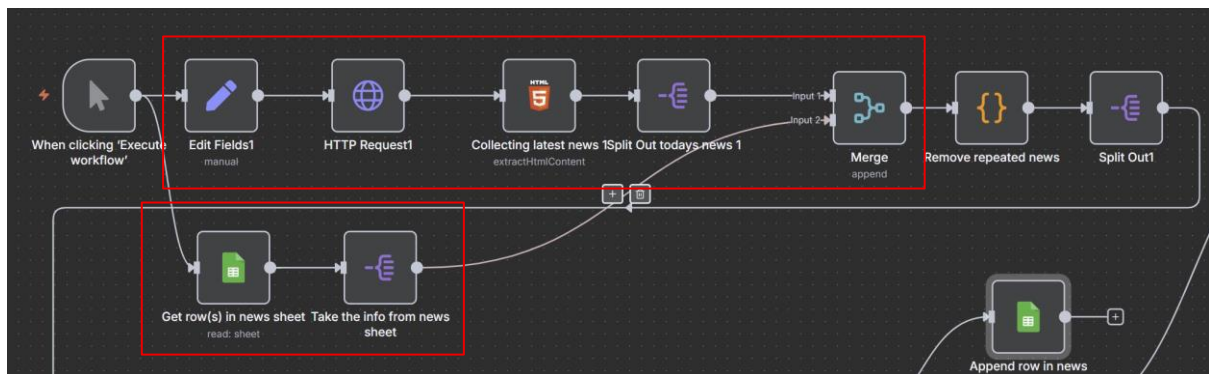 HTML
Input 1
Input 2
When clicking ‘Execute
workflow’
Edit Fields1
manual
HTTP Request1
Collecting latest news 1
extractHtmlContent
Split Out todays news 1
Merge
append
Remove repeated news
Split Out1
Get row(s) in news sheet
read: sheet
Take the info from news
sheet
Append row in news